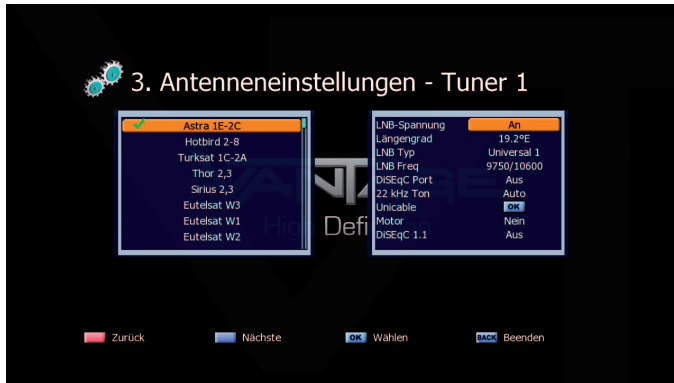 3. Antenneneinstellungen - Tuner 1
Astra 1E-2C
Hotbird 2-8
Turksat 1C-2A
Thor 2,3
Sirius 2,3
Eutelsat W3
Eutelsat W1
Eutelsat W2
LNB-Spannung An
Längengrad 19.2ºE
LNB Typ Universal 1
LNB Freq 9750/10600
DiSEqC Port Aus
22 kHz Ton Auto
Unicable OK
Motor Nein
DiSEqC 1.1 Aus
Zurück
Nächste
OK Wählen
BACK Beenden